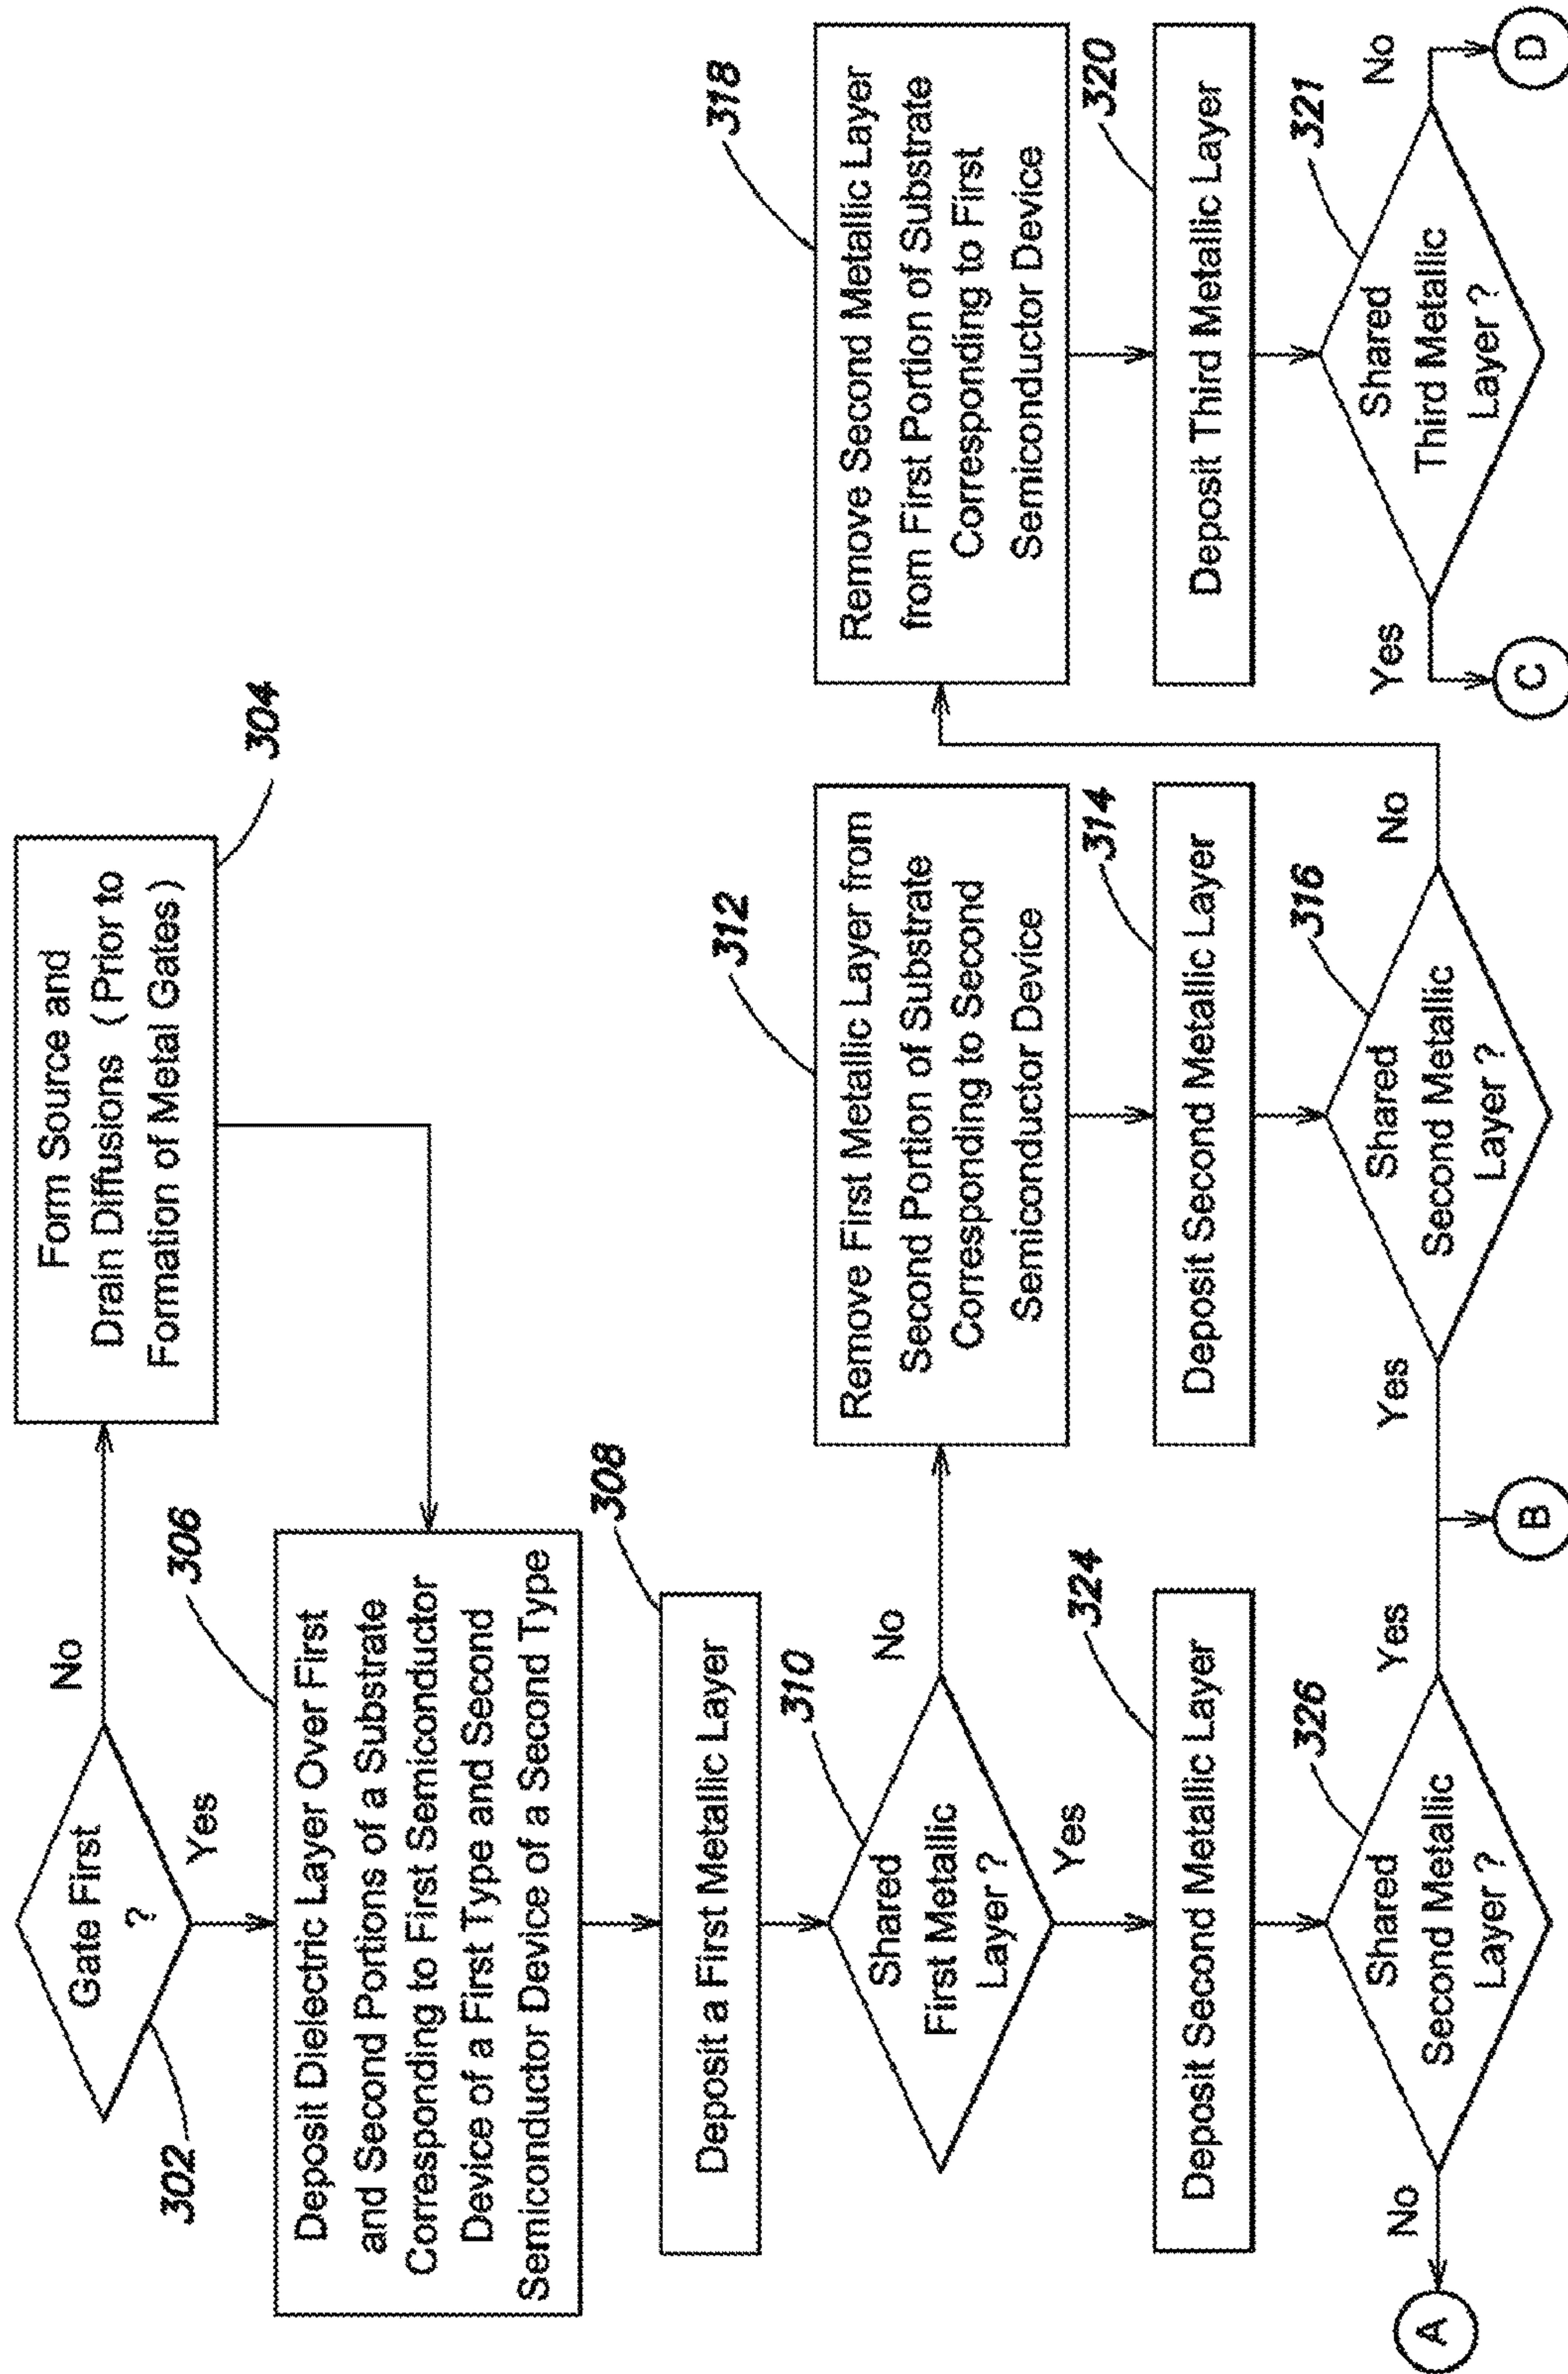 Gate First
?
302
No
Yes
Form Source and
Drain Diffusions ( Prior to
Formation of Metal Gates)
304
306
Deposit Dielectric Layer Over First
and Second Portions of a Substrate
Corresponding to First Semiconductor
Device of a First Type and Second
Semiconductor Device of a Second Type
308
Deposit a First Metallic Layer
310
Shared
First Metallic
Layer ?
No
Yes
312
Remove First Metallic Layer from
Second Portion of Substrate
Corresponding to Second
Semiconductor Device
314
Deposit Second Metallic Layer
316
Shared
Second Metallic
Layer ?
Yes
No
318
Remove Second Metallic Layer
from First Portion of Substrate
Corresponding to First
Semiconductor Device
320
Deposit Third Metallic Layer
321
Shared
Third Metallic
Layer ?
Yes
No
C
D
324
Deposit Second Metallic Layer
326
Shared
Second Metallic
Layer ?
No
Yes
A
B